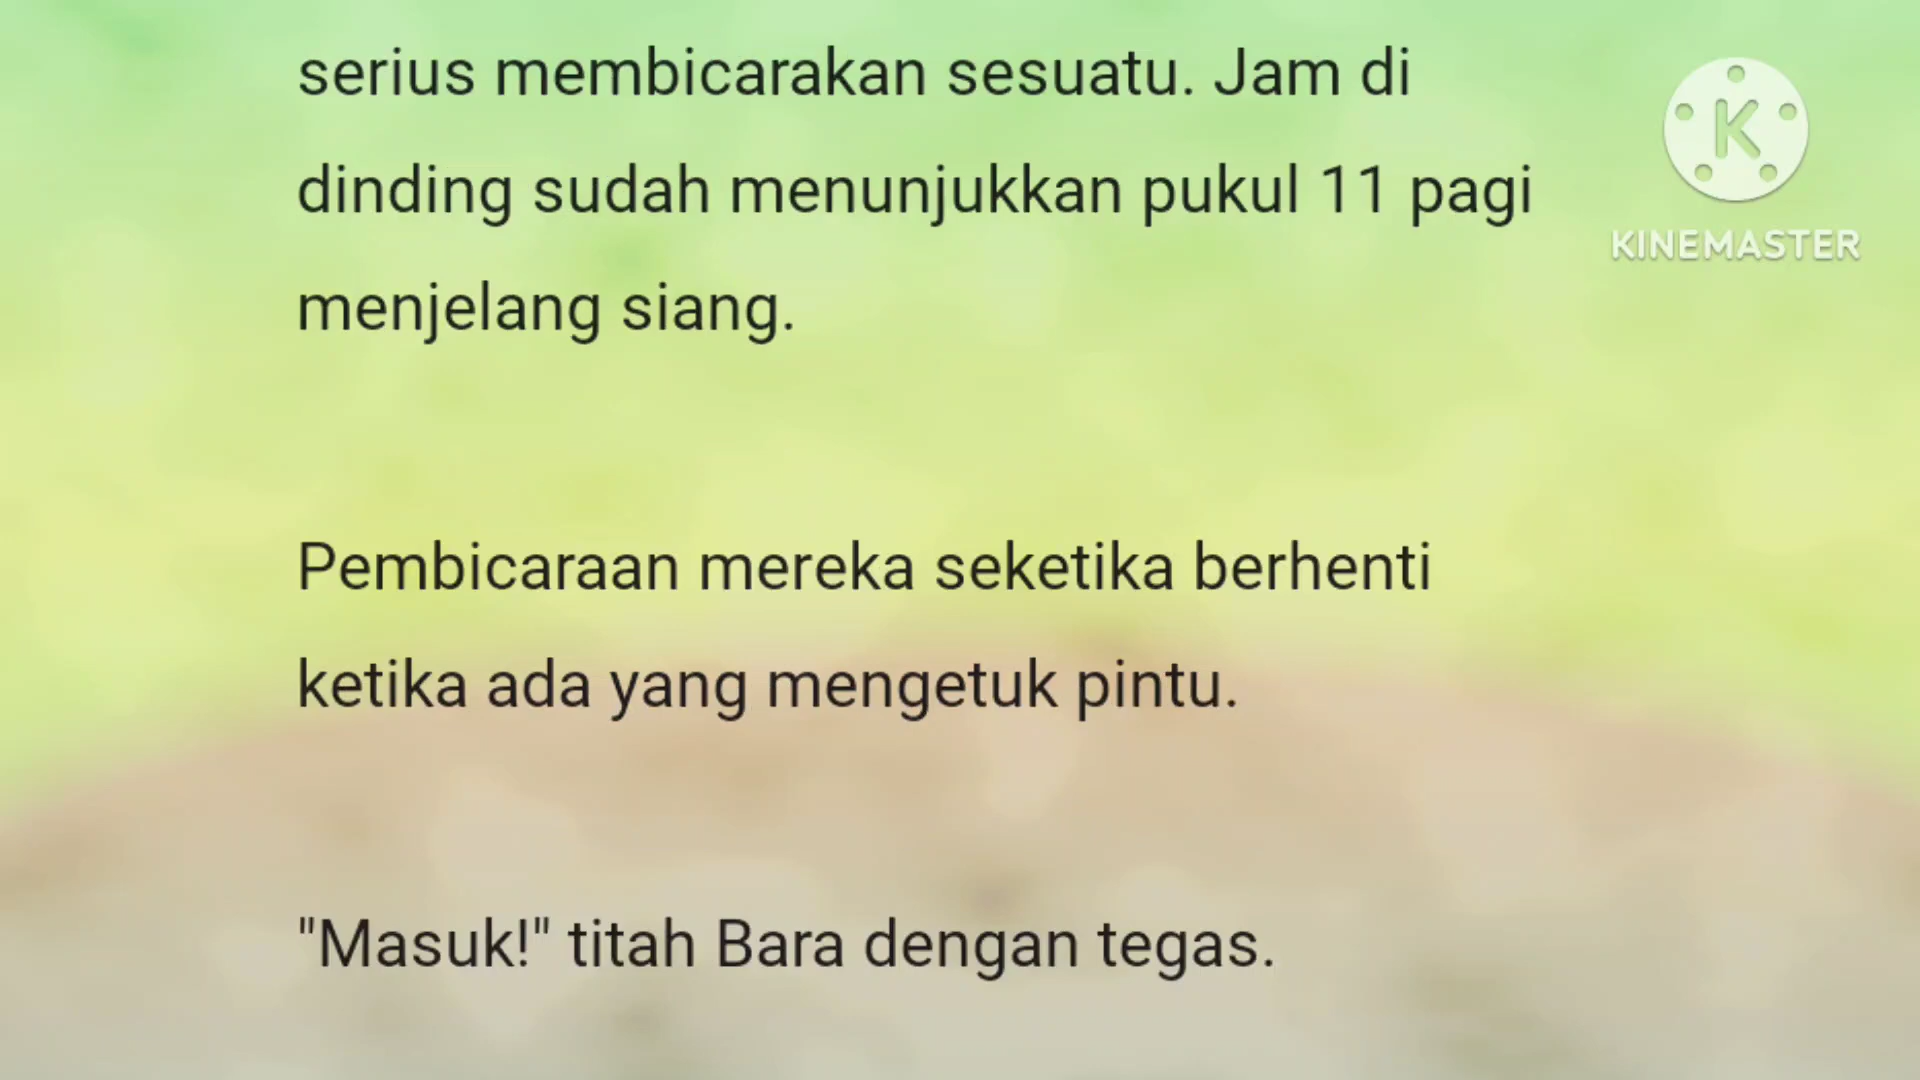 serius membicarakan sesuatu. Jam di
dinding sudah menunjukkan pukul 11 pagi
menjelang siang.
Pembicaraan mereka seketika berhenti
ketika ada yang mengetuk pintu.
"Masuk!" titah Bara dengan tegas.
K
KINEMASTER